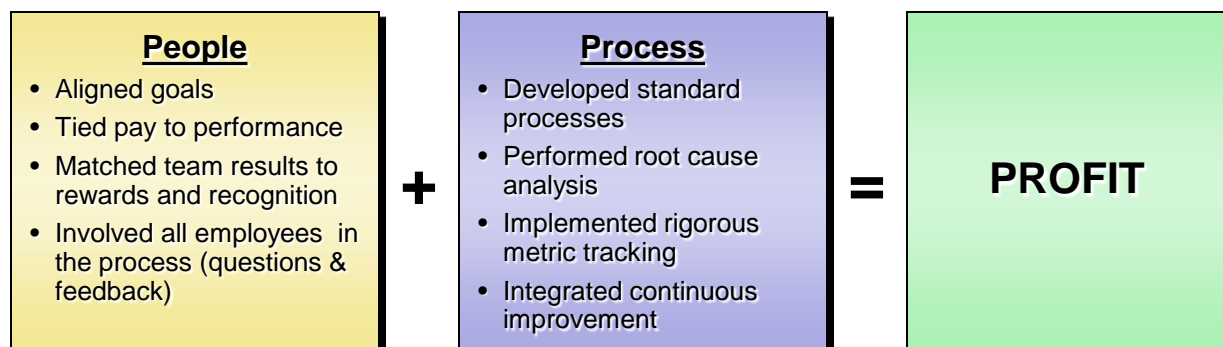 People
• Aligned goals
• Tied pay to performance
• Matched team results to
rewards and recognition
• Involved all employees  in
the process (questions &
feedback)
+
Process
• Developed standard
processes
• Performed root cause
analysis
• Implemented rigorous
metric tracking
• Integrated continuous
improvement
=
PROFIT